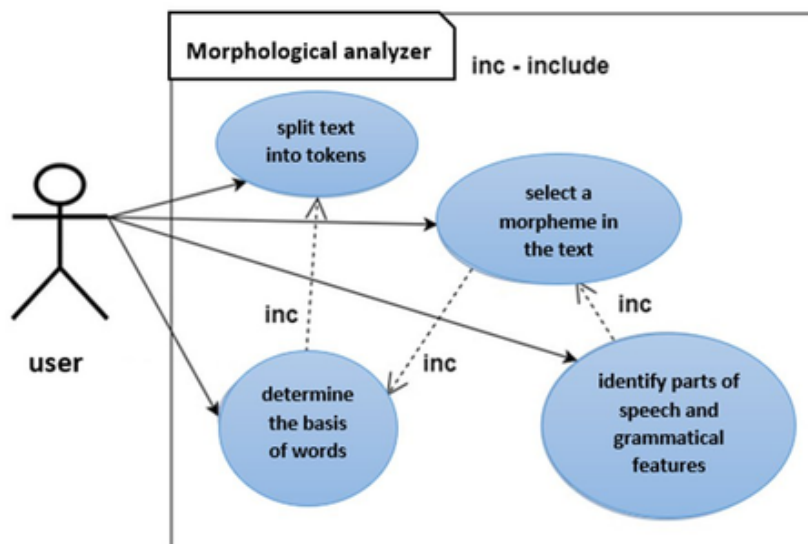 Morphological analyzer
inc - include
split text
into tokens
select a
morpheme in
the text
inc
inc
inc
user
determine
the basis
of words
identify parts of
speech and
grammatical
features